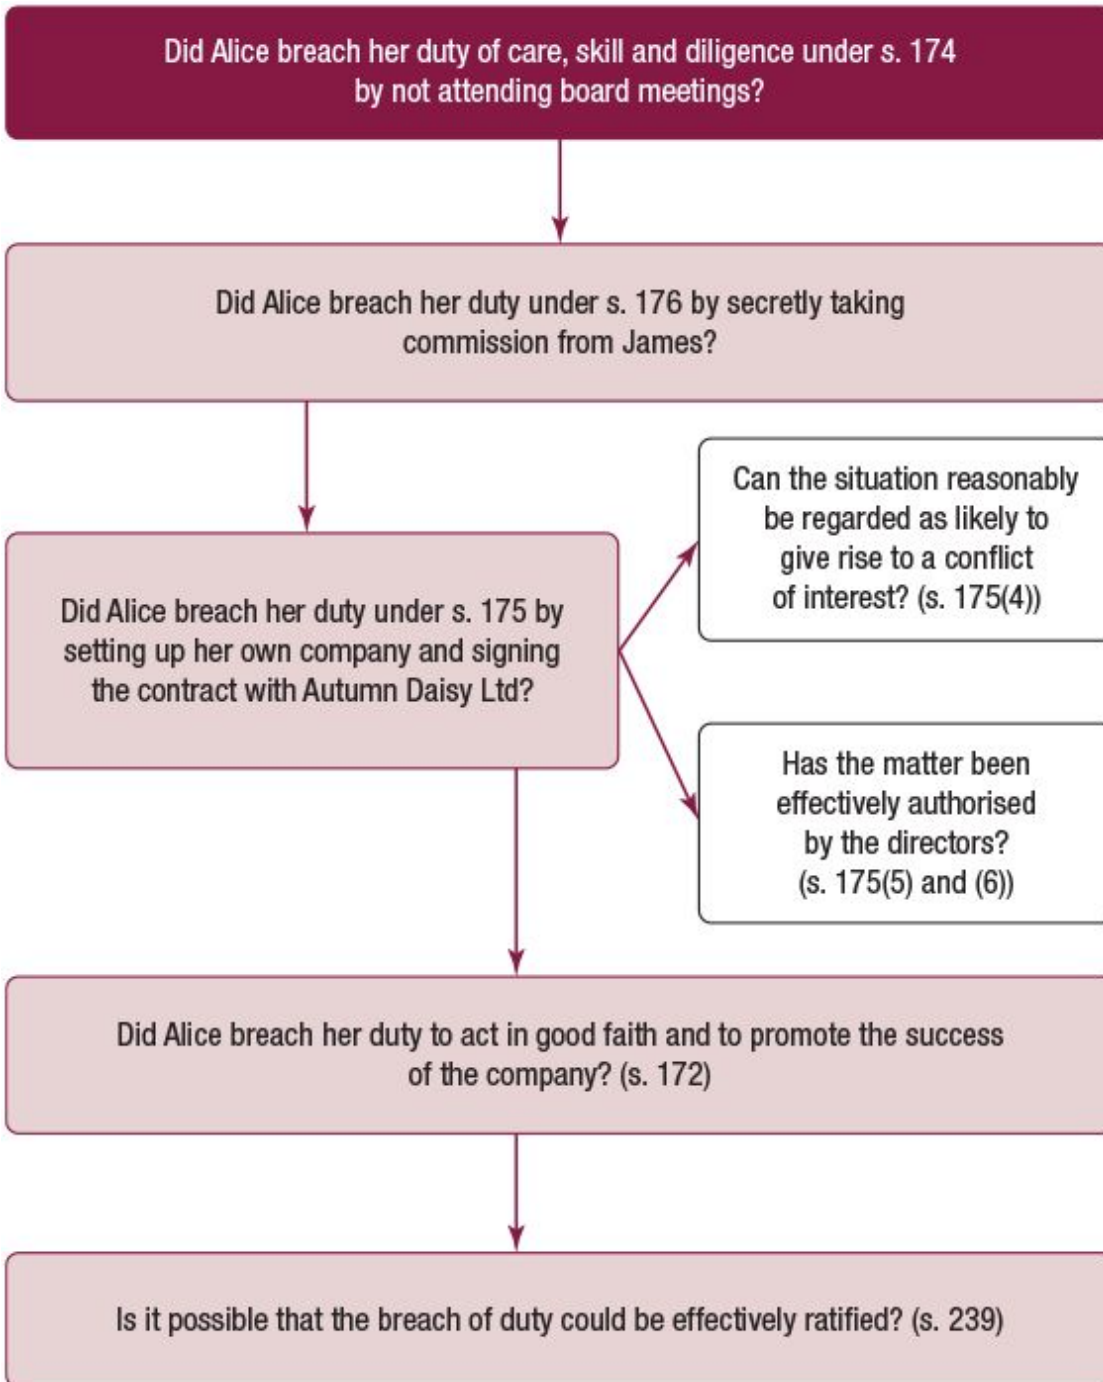 Did Alice breach her duty of care, skill and diligence under s. 174
by not attending board meetings?
Did Alice breach her duty under s. 176 by secretly taking
commission from James?
Did Alice breach her duty under s. 175 by
setting up her own company and signing
the contract with Autumn Daisy Ltd?
Can the situation reasonably
be regarded as likely to
give rise to a conflict
of interest? (s. 175(4))
Has the matter been
effectively authorised
by the directors?
(s. 175(5) and (6))
Did Alice breach her duty to act in good faith and to promote the success
of the company? (s. 172)
Is it possible that the breach of duty could be effectively ratified? (s. 239)